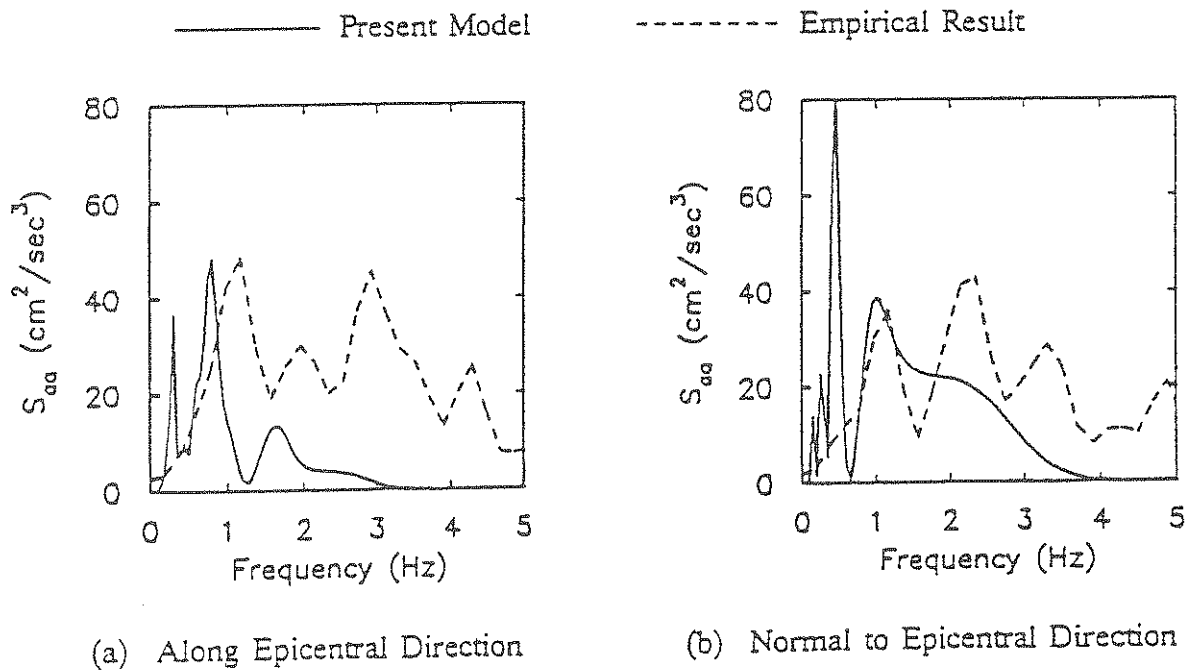 Present Model
Empirical Result
80
60
40
20
0
S_aa (cm²/sec³)
0 1 2 3 4 5
Frequency (Hz)
(a) Along Epicentral Direction
80
60
40
20
0
S_aa (cm²/sec³)
0 1 2 3 4 5
Frequency (Hz)
(b) Normal to Epicentral Direction